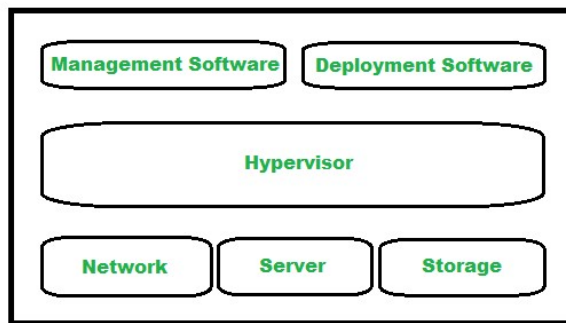 Management Software
Deployment Software
Hypervisor
Network
Server
Storage